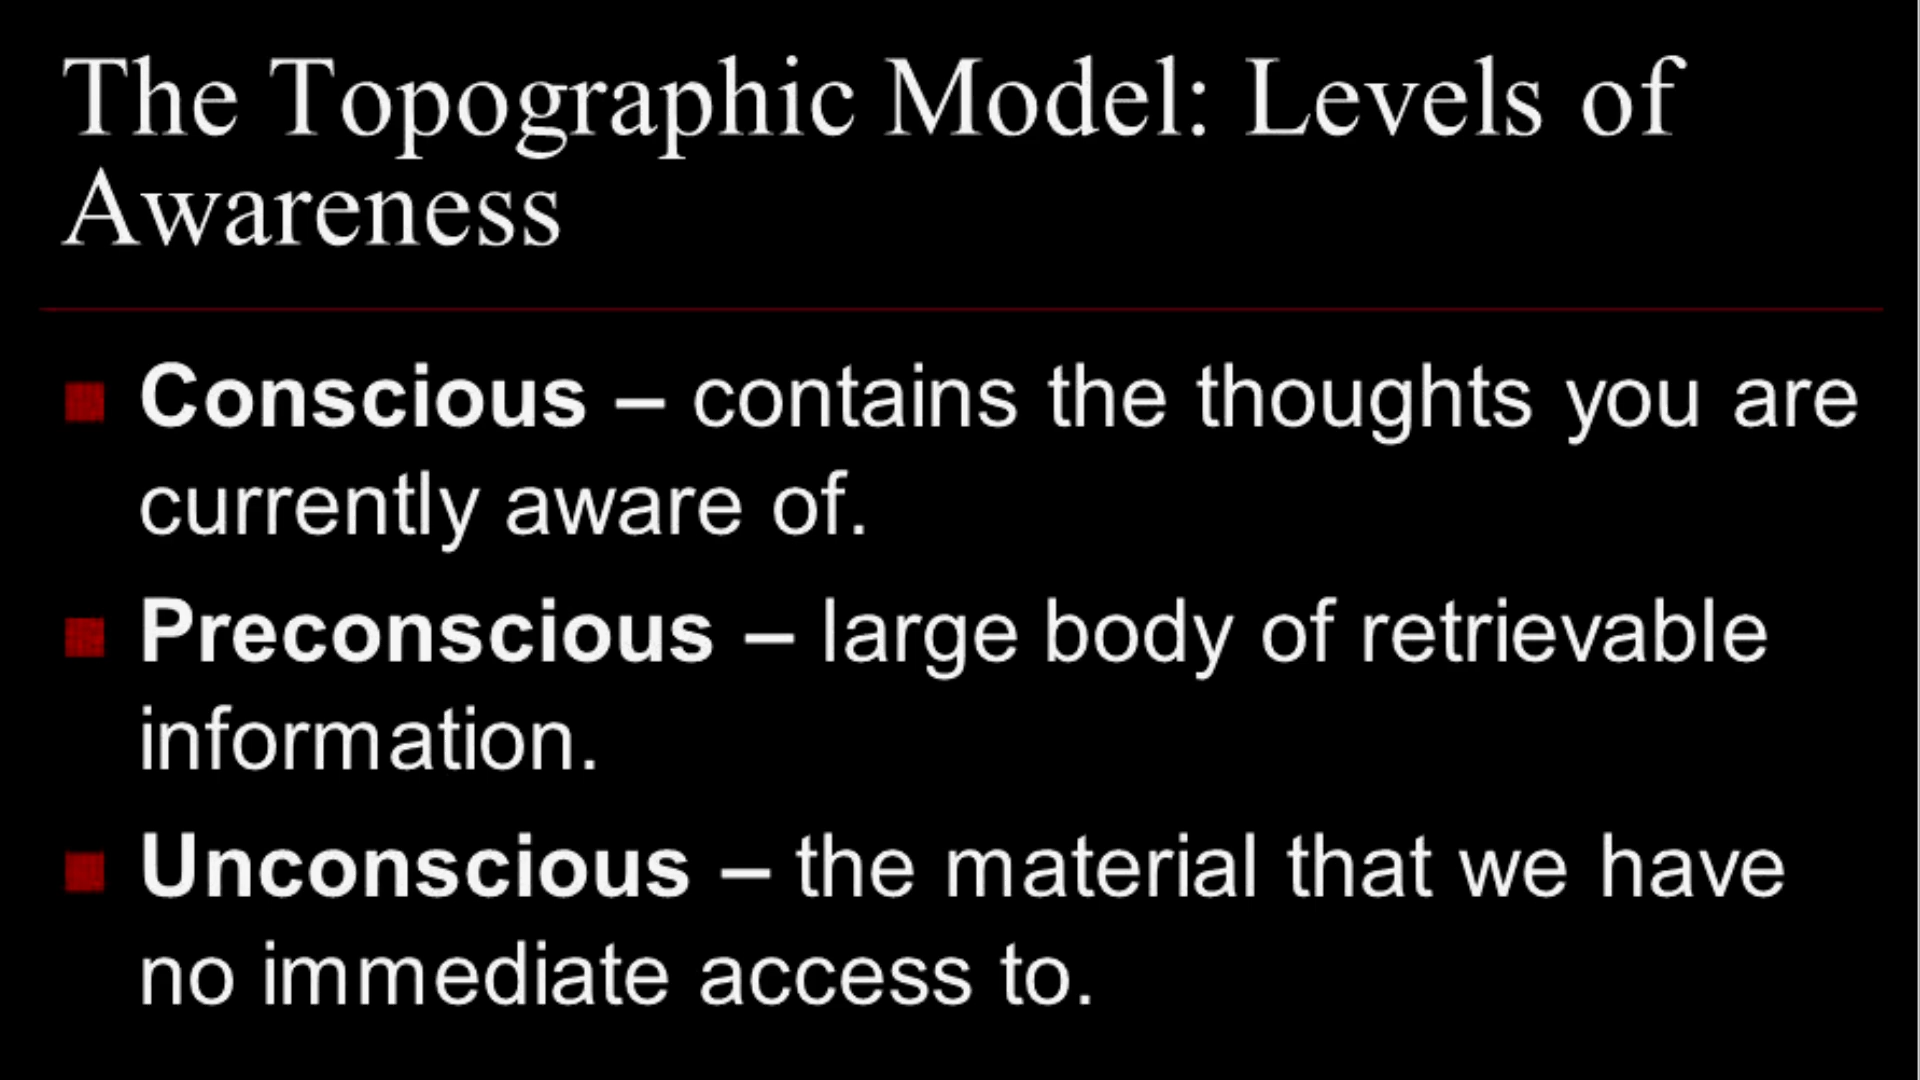 The Topographic Model: Levels of
Awareness
Conscious – contains the thoughts you are
currently aware of.
Preconscious – large body of retrievable
information.
Unconscious – the material that we have
no immediate access to.